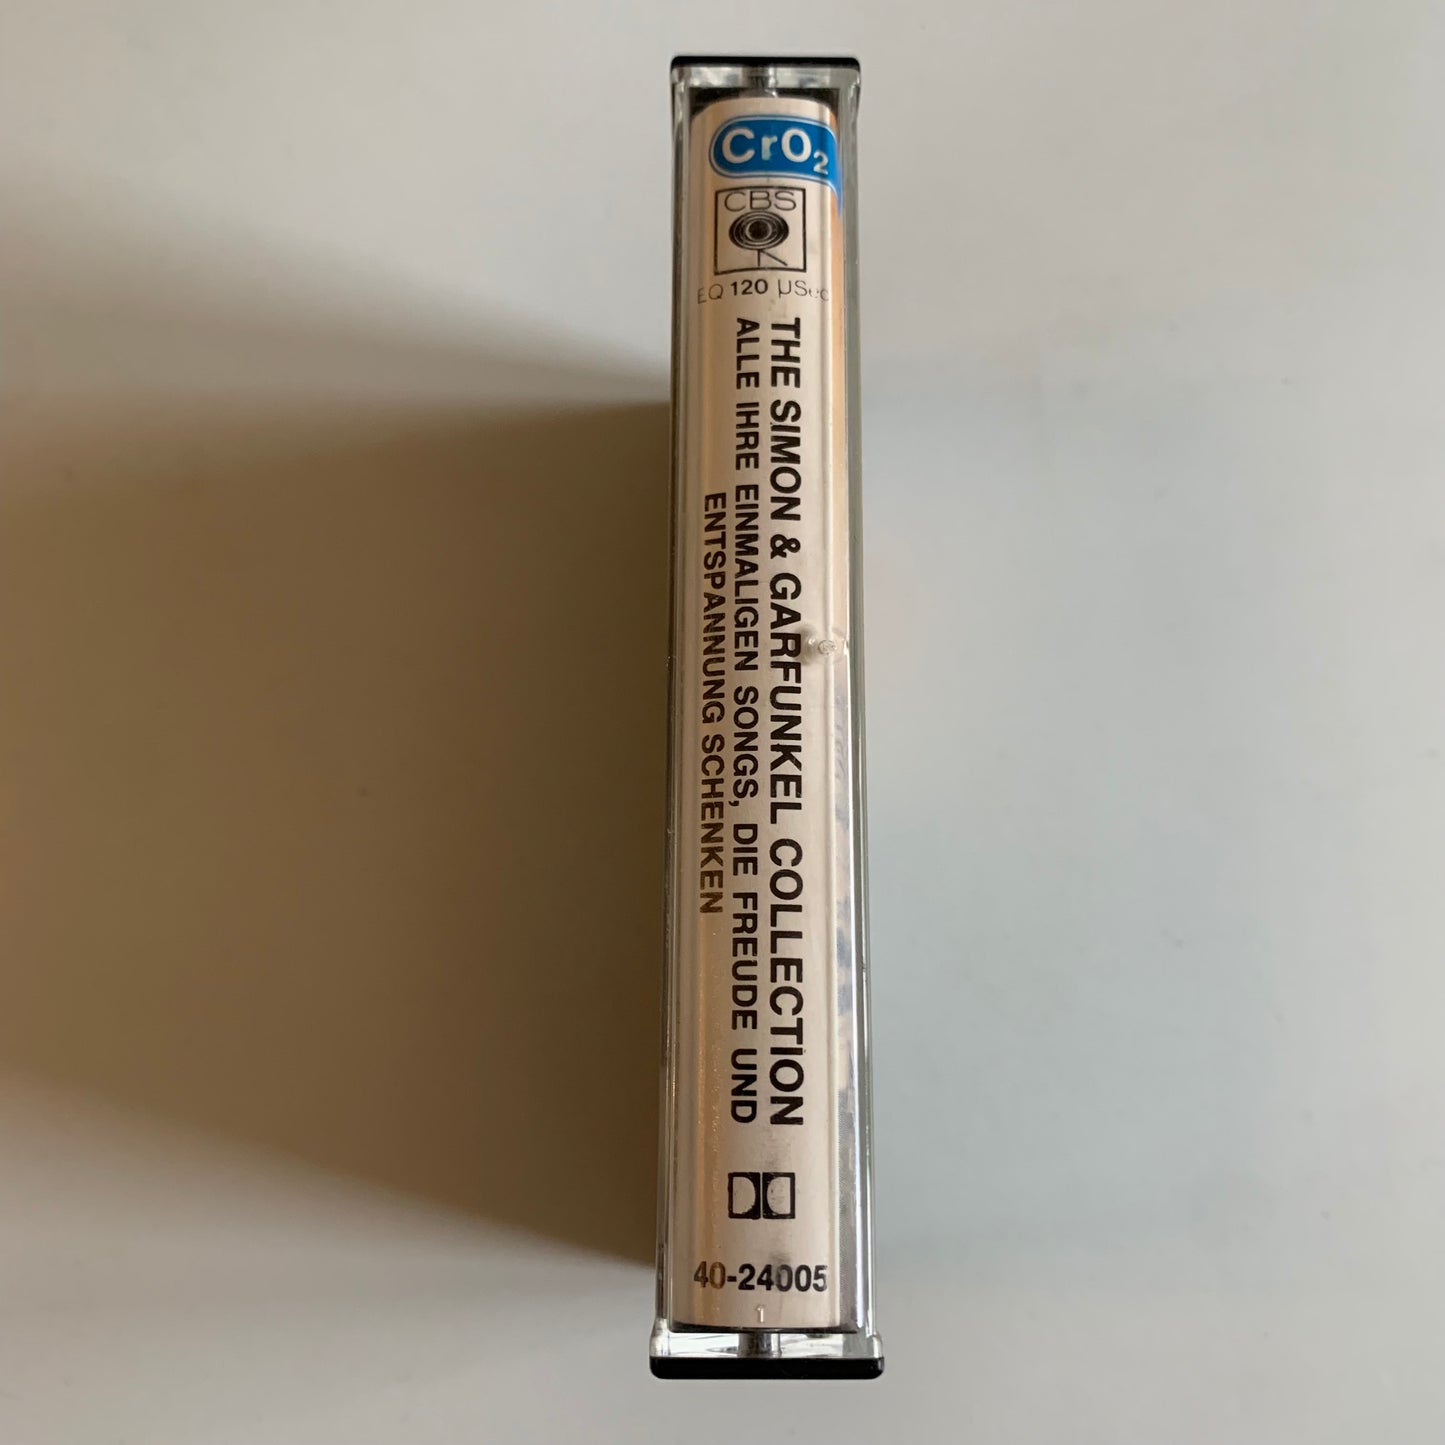 CrO₂
CBS
EQ 120 µSec
THE SIMON & GARFUNKEL COLLECTION
ALLE IHRE EINMALIGEN SONGS, DIE FREUDE UND
ENTSPANNUNG SCHENKEN
40-24005
1